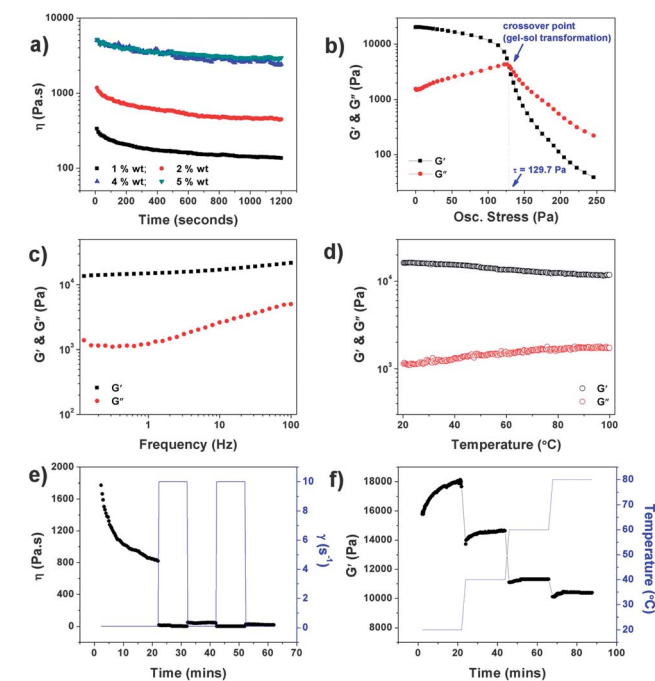 a)
η (Pa.s)
10000
1000
100
1 % wt; 2 % wt
4 % wt; 5 % wt
0 200 400 600 800 1000 1200
Time (seconds)
b)
crossover point
(gel-sol transformation)
G′ & G″ (Pa)
10000
1000
100
G′
G″
τ = 129.7 Pa
0 50 100 150 200 250
Osc. Stress (Pa)
c)
G′ & G″ (Pa)
10⁴
10³
10²
G′
G″
1 10 100
Frequency (Hz)
d)
G′ & G″ (Pa)
10⁴
10³
G′
G″
20 40 60 80 100
Temperature (ºC)
e)
η (Pa.s)
2000
1600
1200
800
400
0
10
8
6
4
2
0
γ (s⁻¹)
0 10 20 30 40 50 60 70
Time (mins)
f)
G′ (Pa)
18000
16000
14000
12000
10000
8000
80
70
60
50
40
30
20
Temperature (ºC)
0 20 40 60 80 100
Time (mins)